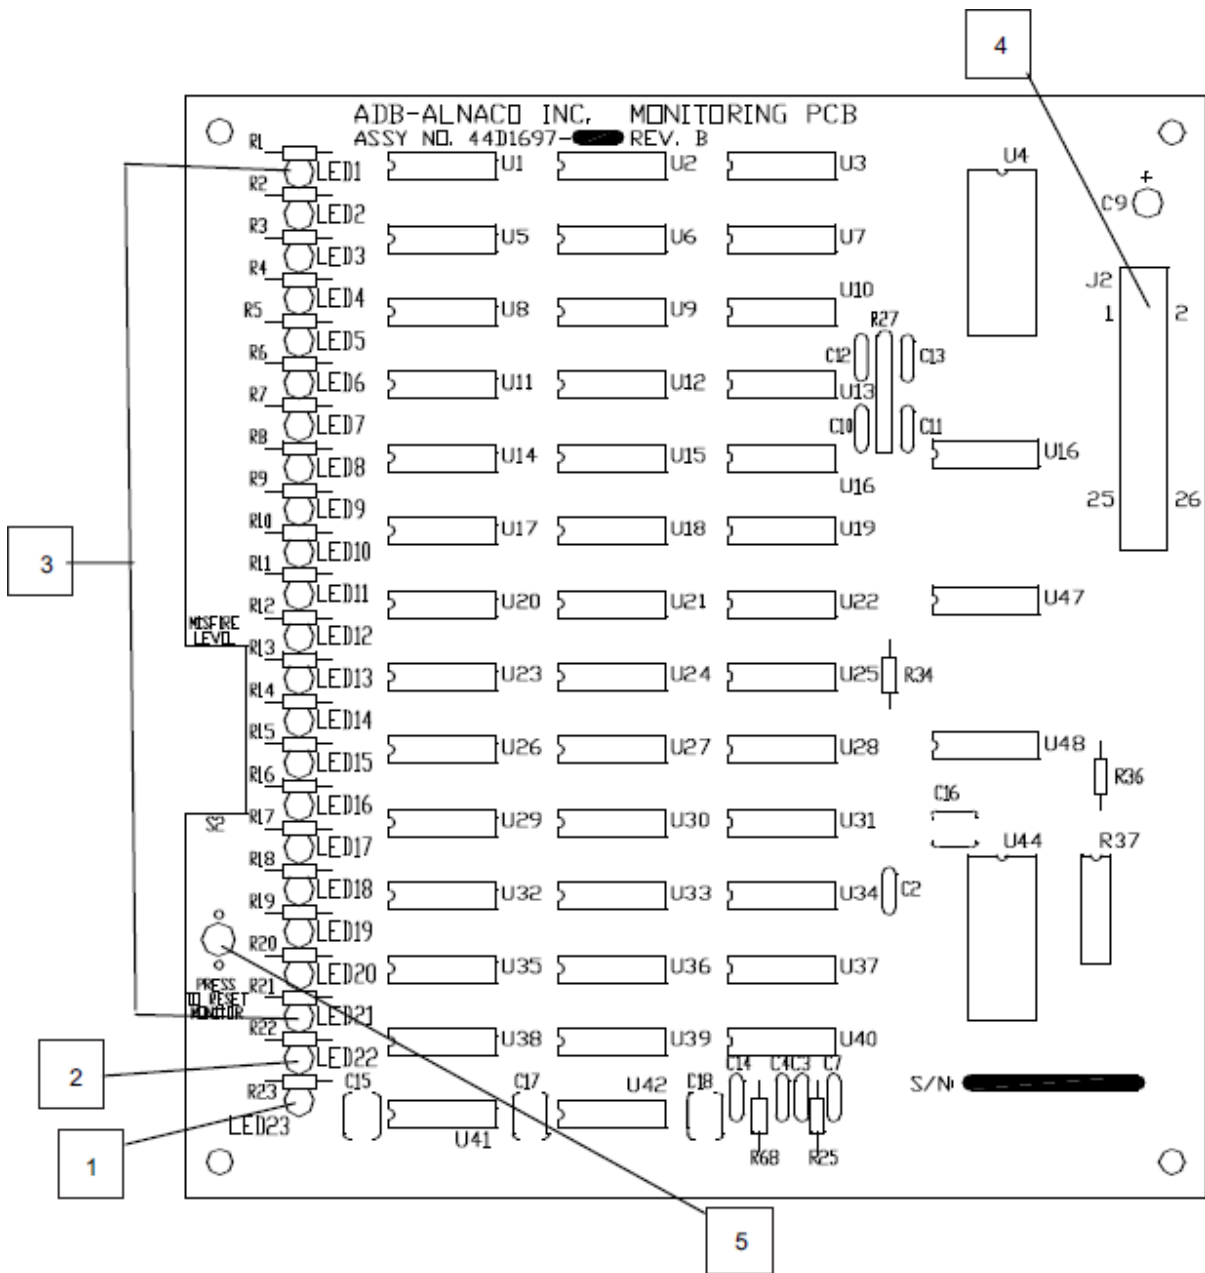 4
ADB-ALNACO INC. MONITORING PCB
ASSY NO. 44D1697- REV. B
R1
LED1
U1
U2
U3
U4
+
C9
R2
LED2
R3
LED3
U5
U6
U7
R4
LED4
J2
1
2
R5
LED5
U8
U9
U10
R27
C12
C13
R6
LED6
U11
U12
U13
R7
LED7
C10
C11
R8
LED8
U14
U15
U16
U16
R9
LED9
25
26
R10
LED10
U17
U18
U19
3
R11
LED11
U20
U21
U22
U47
R12
LED12
MISFIRE
LEVEL
R13
LED13
U23
U24
U25
R34
R14
LED14
R15
LED15
U26
U27
U28
U48
R36
R16
LED16
C16
S2
R17
LED17
U29
U30
U31
U44
R37
R18
LED18
U32
U33
U34
C2
R19
LED19
R20
LED20
U35
U36
U37
PRESS
TO RESET
MONITOR
R21
LED21
R22
LED22
U38
U39
U40
2
R23
LED23
C15
U41
C17
U42
C18
C14
C4
C3
C7
S/N:
R68
R25
1
5